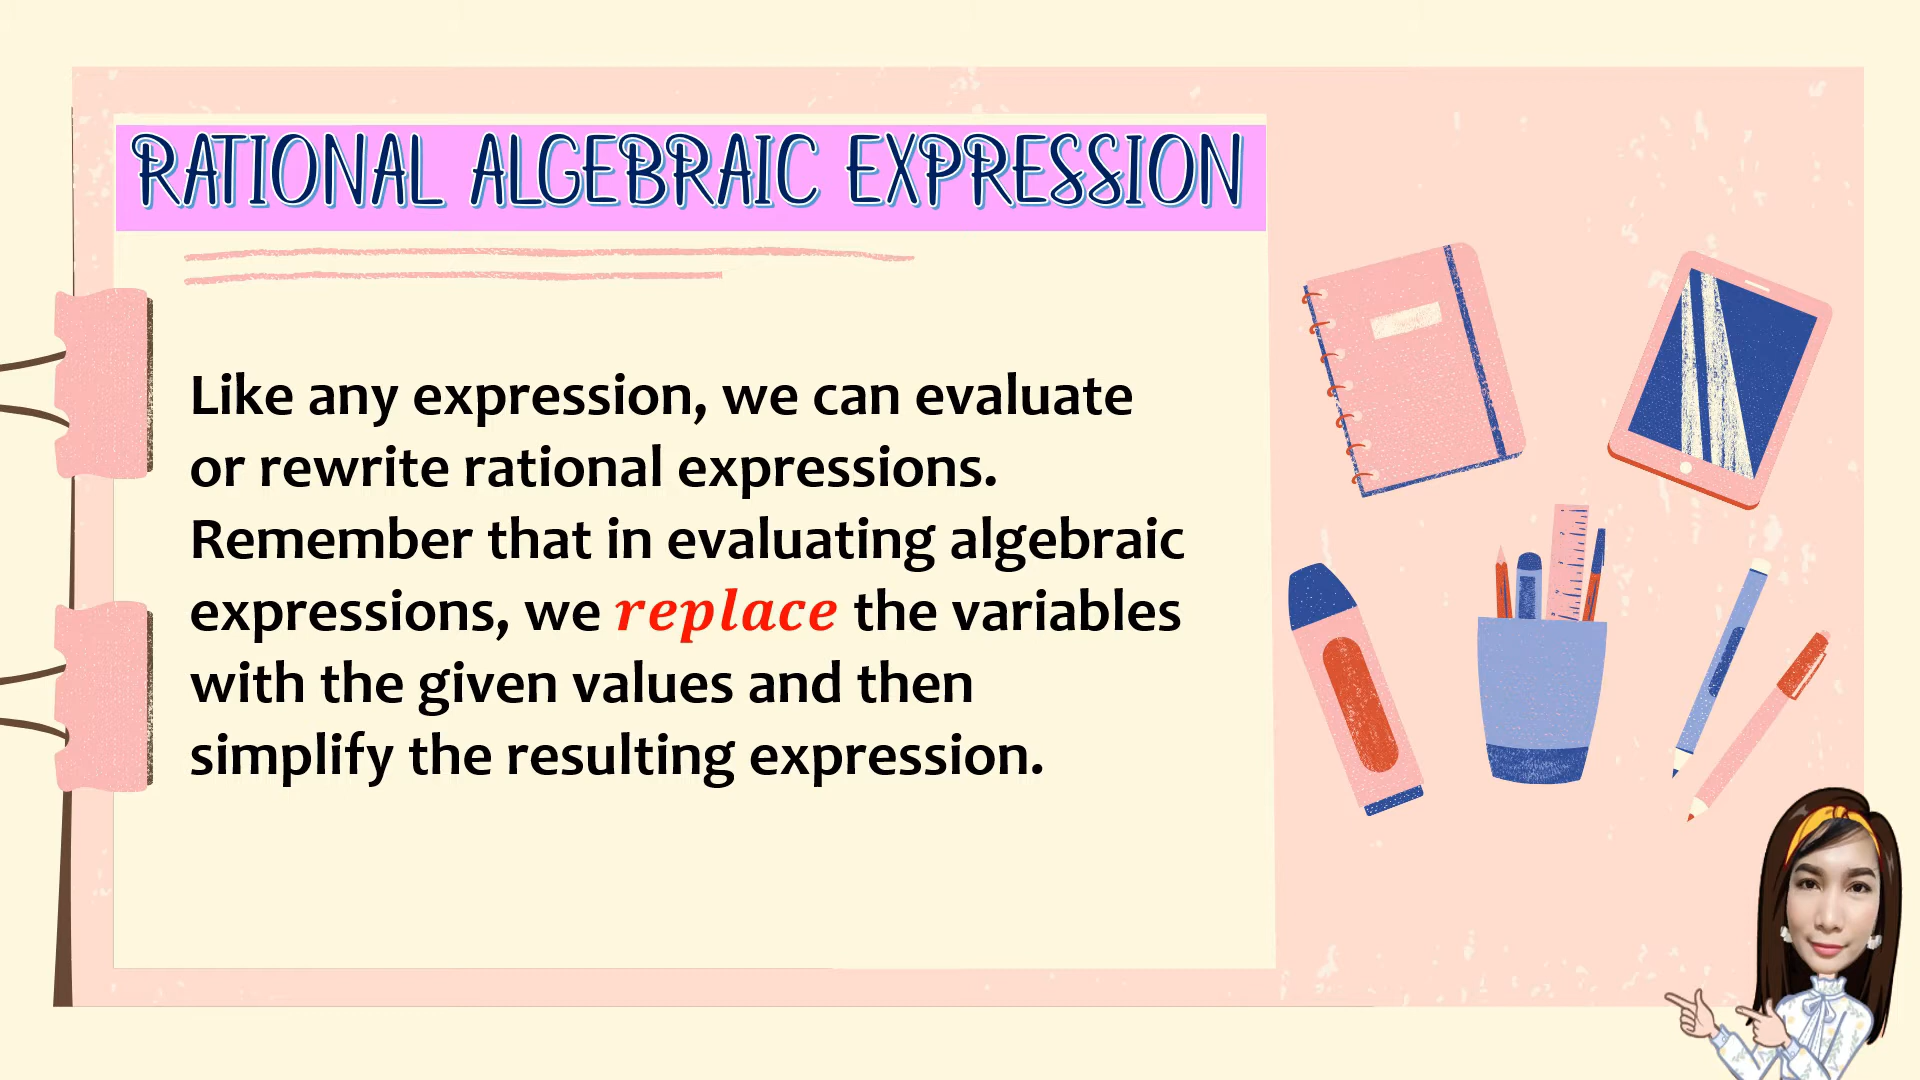 RATIONAL ALGEBRAIC EXPRESSION
Like any expression, we can evaluate
or rewrite rational expressions.
Remember that in evaluating algebraic
expressions, we replace the variables
with the given values and then
simplify the resulting expression.